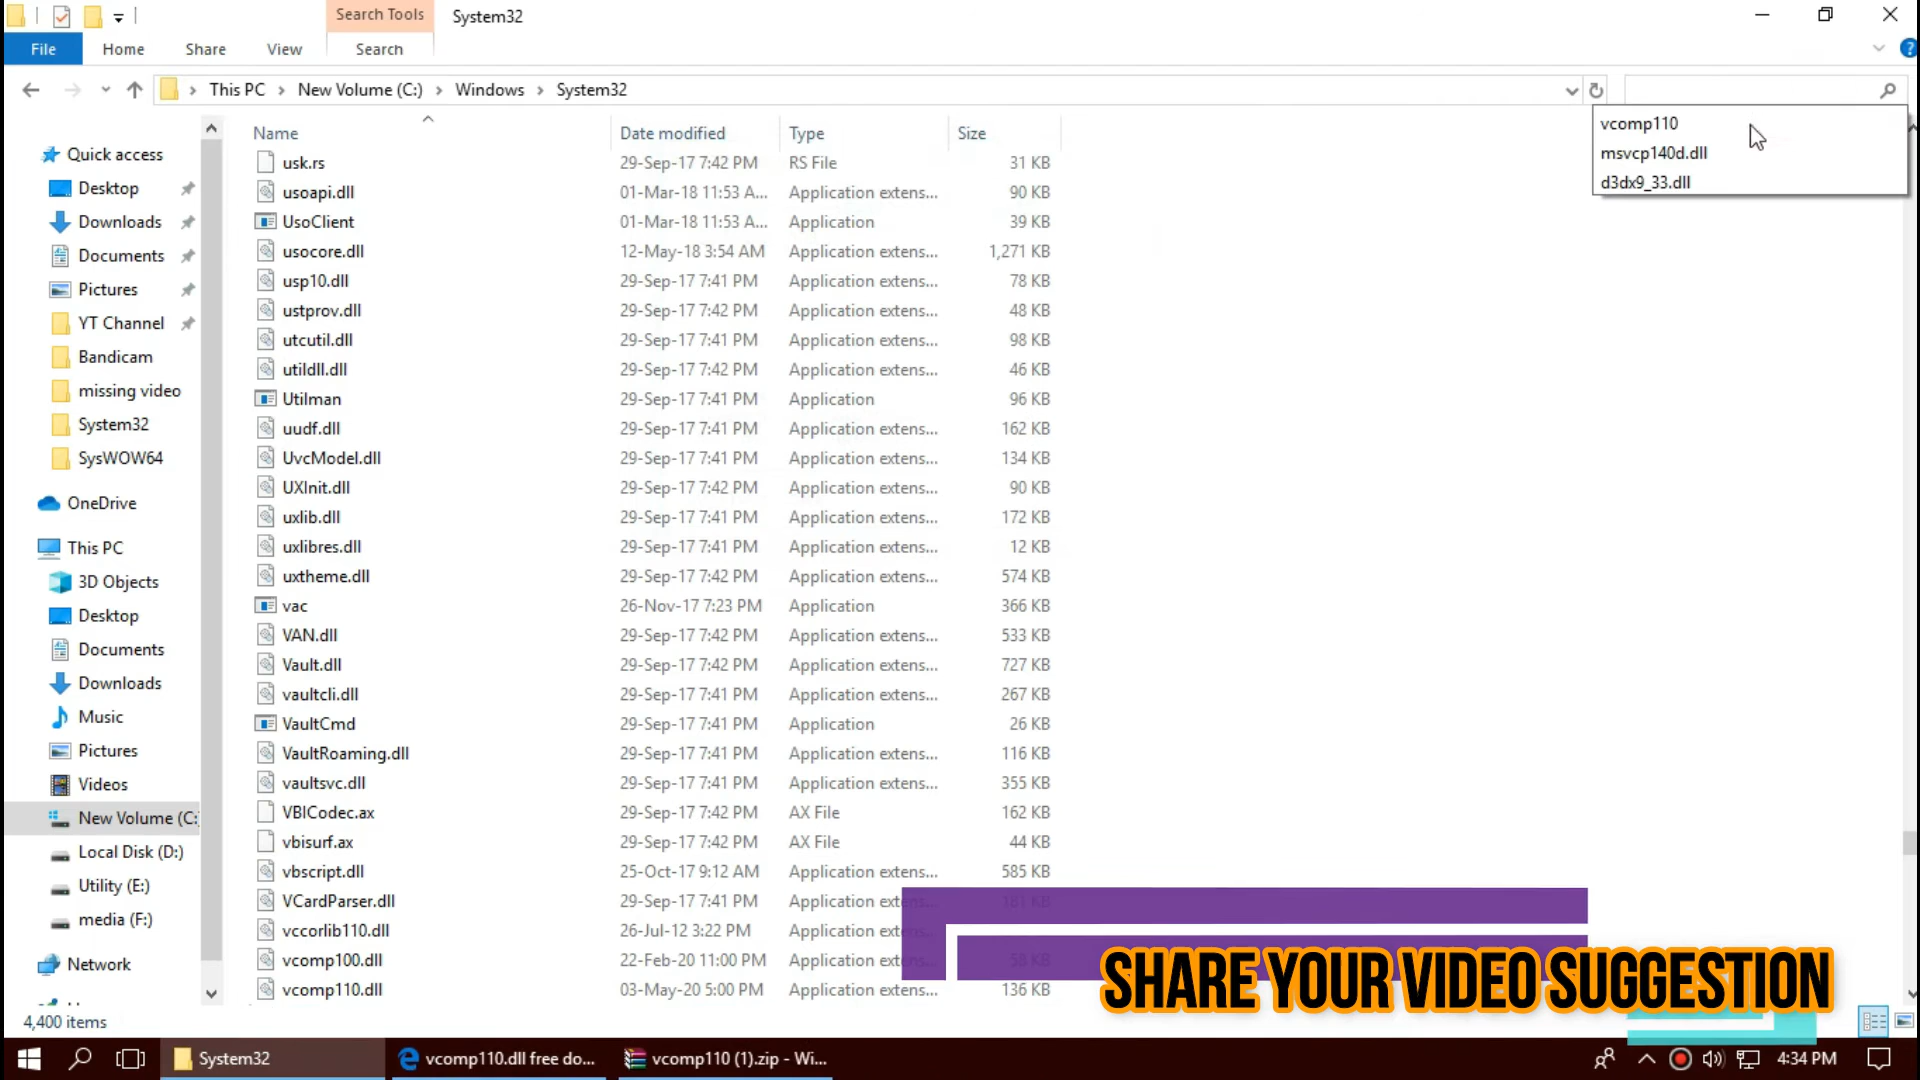 Search Tools
System32
File
Home
Share
View
Search
This PC
New Volume (C:)
Windows
System32
vcomp110
msvcp140d.dll
d3dx9_33.dll
Quick access
Desktop
Downloads
Documents
Pictures
YT Channel
Bandicam
missing video
System32
SysWOW64
OneDrive
This PC
3D Objects
Desktop
Documents
Downloads
Music
Pictures
Videos
New Volume (C:
Local Disk (D:)
Utility (E:)
media (F:)
Network
Name Date modified Type Size
usk.rs 29-Sep-17 7:42 PM RS File 31 KB
usoapi.dll 01-Mar-18 11:53 A... Application extens... 90 KB
UsoClient 01-Mar-18 11:53 A... Application 39 KB
usocore.dll 12-May-18 3:54 AM Application extens... 1,271 KB
usp10.dll 29-Sep-17 7:41 PM Application extens... 78 KB
ustprov.dll 29-Sep-17 7:42 PM Application extens... 48 KB
utcutil.dll 29-Sep-17 7:42 PM Application extens... 98 KB
utildll.dll 29-Sep-17 7:42 PM Application extens... 46 KB
Utilman 29-Sep-17 7:41 PM Application 96 KB
uudf.dll 29-Sep-17 7:41 PM Application extens... 162 KB
UvcModel.dll 29-Sep-17 7:41 PM Application extens... 134 KB
UXInit.dll 29-Sep-17 7:42 PM Application extens... 90 KB
uxlib.dll 29-Sep-17 7:41 PM Application extens... 172 KB
uxlibres.dll 29-Sep-17 7:41 PM Application extens... 12 KB
uxtheme.dll 29-Sep-17 7:42 PM Application extens... 574 KB
vac 26-Nov-17 7:23 PM Application 366 KB
VAN.dll 29-Sep-17 7:42 PM Application extens... 533 KB
Vault.dll 29-Sep-17 7:42 PM Application extens... 727 KB
vaultcli.dll 29-Sep-17 7:41 PM Application extens... 267 KB
VaultCmd 29-Sep-17 7:41 PM Application 26 KB
VaultRoaming.dll 29-Sep-17 7:42 PM Application extens... 116 KB
vaultsvc.dll 29-Sep-17 7:41 PM Application extens... 355 KB
VBICodec.ax 29-Sep-17 7:42 PM AX File 162 KB
vbisurf.ax 29-Sep-17 7:42 PM AX File 44 KB
vbscript.dll 25-Oct-17 9:12 AM Application extens... 585 KB
VCardParser.dll 29-Sep-17 7:41 PM Application 181 KB
vccorlib110.dll 26-Jul-12 3:22 PM Application
vcomp100.dll 22-Feb-20 11:00 PM Application 58 KB
vcomp110.dll 03-May-20 5:00 PM Application extens... 136 KB
SHARE YOUR VIDEO SUGGESTION
4,400 items
System32
vcomp110.dll free do...
vcomp110 (1).zip - Wi...
4:34 PM